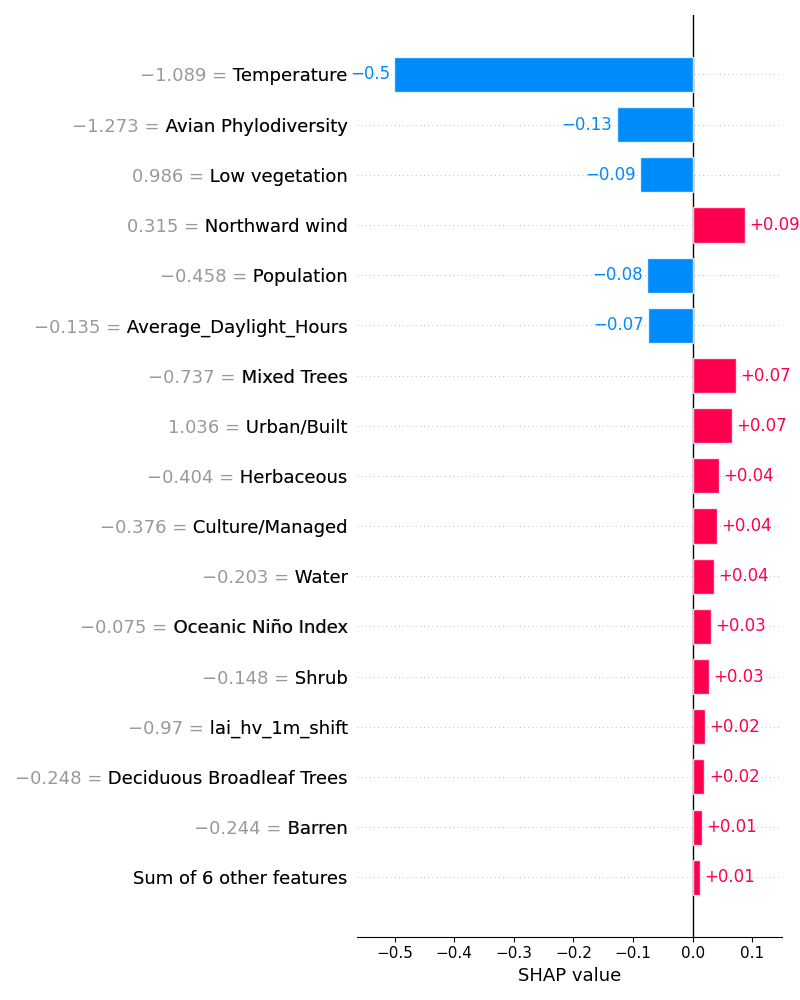 −1.089 = Temperature −0.5
−1.273 = Avian Phylodiversity −0.13
0.986 = Low vegetation −0.09
0.315 = Northward wind +0.09
−0.458 = Population −0.08
−0.135 = Average_Daylight_Hours −0.07
−0.737 = Mixed Trees +0.07
1.036 = Urban/Built +0.07
−0.404 = Herbaceous +0.04
−0.376 = Culture/Managed +0.04
−0.203 = Water +0.04
−0.075 = Oceanic Niño Index +0.03
−0.148 = Shrub +0.03
−0.97 = lai_hv_1m_shift +0.02
−0.248 = Deciduous Broadleaf Trees +0.02
−0.244 = Barren +0.01
Sum of 6 other features +0.01
−0.5 −0.4 −0.3 −0.2 −0.1 0.0 0.1
SHAP value